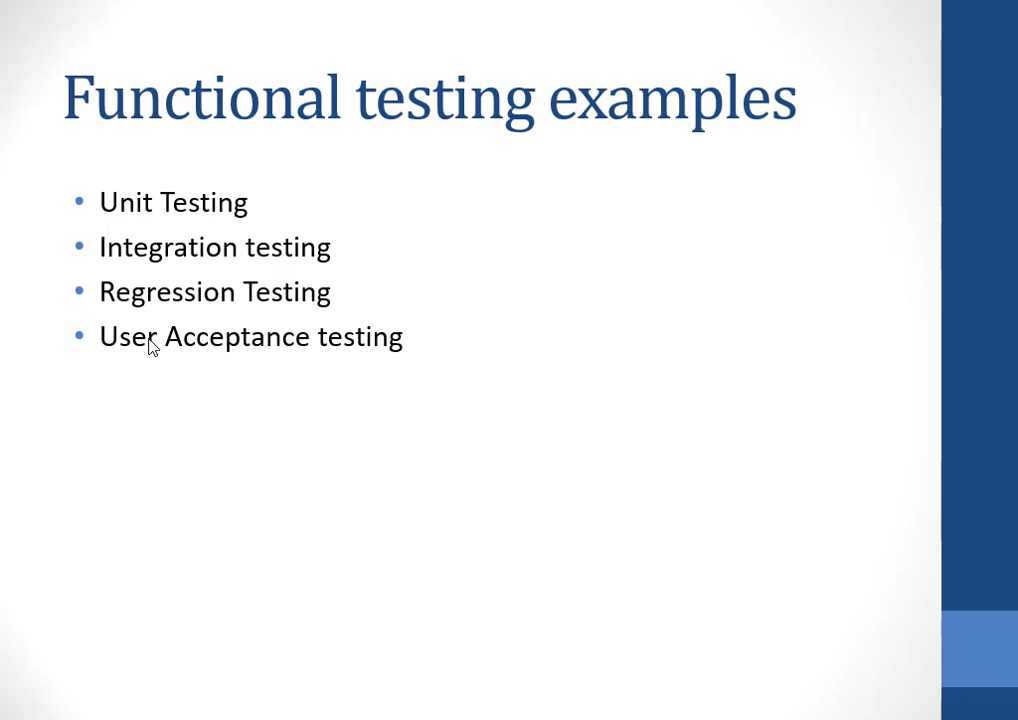 Functional testing examples
• Unit Testing
• Integration testing
• Regression Testing
• User Acceptance testing